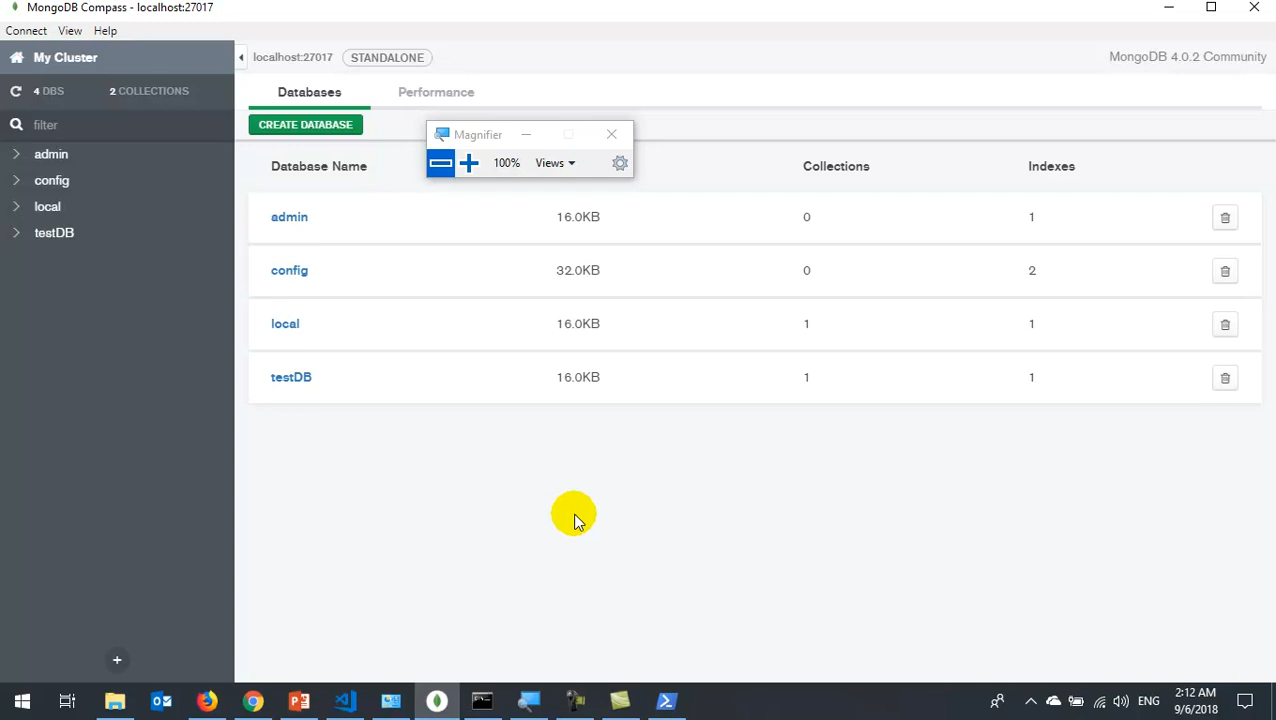 MongoDB Compass - localhost:27017
Connect View Help
My Cluster
localhost:27017 STANDALONE
MongoDB 4.0.2 Community
4 DBS 2 COLLECTIONS
Databases Performance
filter
CREATE DATABASE
Magnifier
100% Views
Database Name Collections Indexes
admin
config
local
testDB
admin 16.0KB 0 1
config 32.0KB 0 2
local 16.0KB 1 1
testDB 16.0KB 1 1
ENG
2:12 AM
9/6/2018